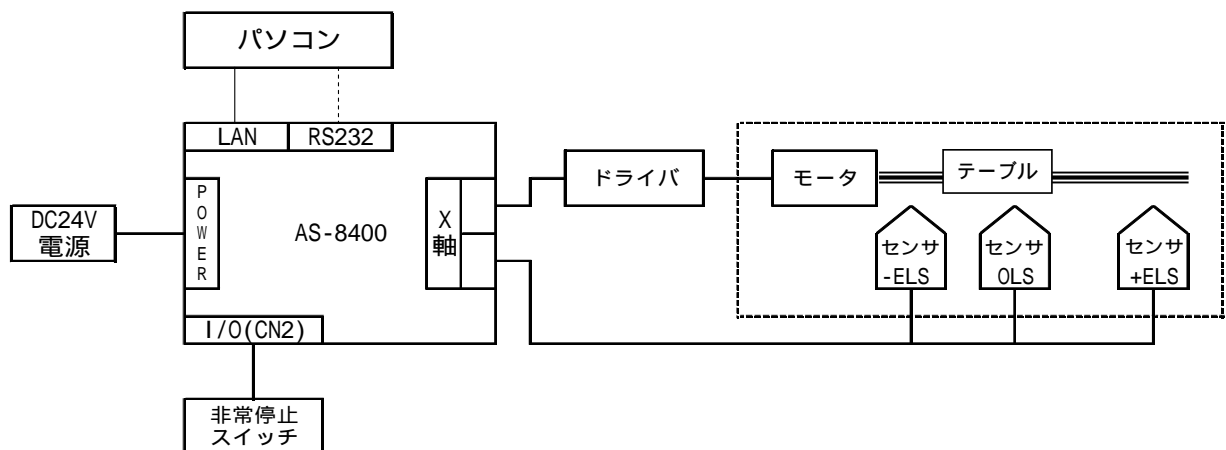 パソコン
LAN
RS232
POWER
AS-8400
X
軸
DC24V
電源
I/O(CN2)
非常停止
スイッチ
ドライバ
モータ
テーブル
センサ
-ELS
センサ
OLS
センサ
+ELS